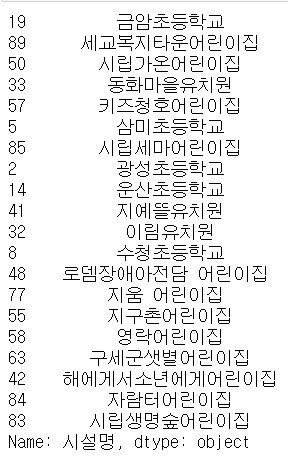 19 금암초등학교
89 세교복지타운어린이집
50 시립가온어린이집
33 동화마을유치원
57 키즈청호어린이집
5 삼미초등학교
85 시립세마어린이집
2 광성초등학교
14 운산초등학교
41 지예뜰유치원
32 이림유치원
8 수청초등학교
48 로뎀장애아전담 어린이집
77 지움 어린이집
55 지구촌어린이집
58 영락어린이집
63 구세군샛별어린이집
42 해에게서소년에게어린이집
84 자람터어린이집
83 시립생명숲어린이집
Name: 시설명, dtype: object